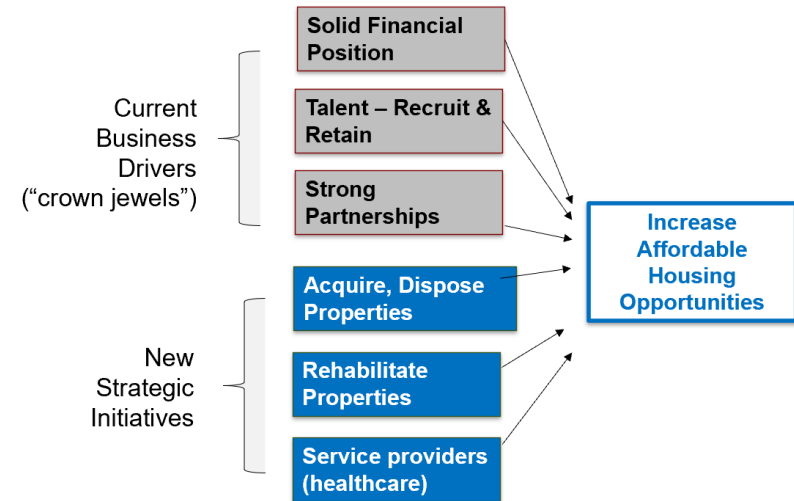 Solid Financial
Position
Talent – Recruit &
Retain
Strong
Partnerships
Current
Business
Drivers
(“crown jewels”)
Acquire, Dispose
Properties
Rehabilitate
Properties
Service providers
(healthcare)
New
Strategic
Initiatives
Increase
Affordable
Housing
Opportunities